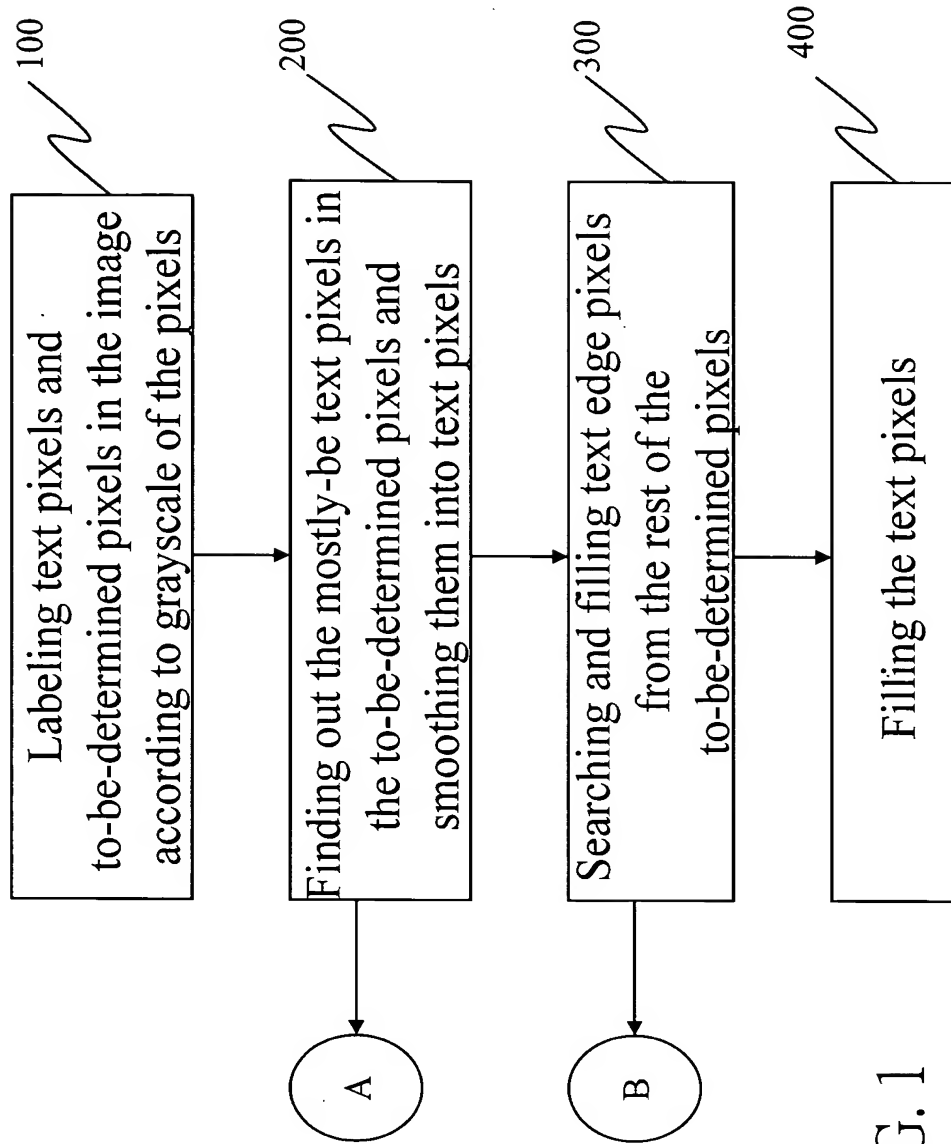 100
Labeling text pixels and
to-be-determined pixels in the image
according to grayscale of the pixels
200
Finding out the mostly-be text pixels in
the to-be-determined pixels and
smoothing them into text pixels
A
300
Searching and filling text edge pixels
from the rest of the
to-be-determined pixels
B
400
Filling the text pixels
G. 1